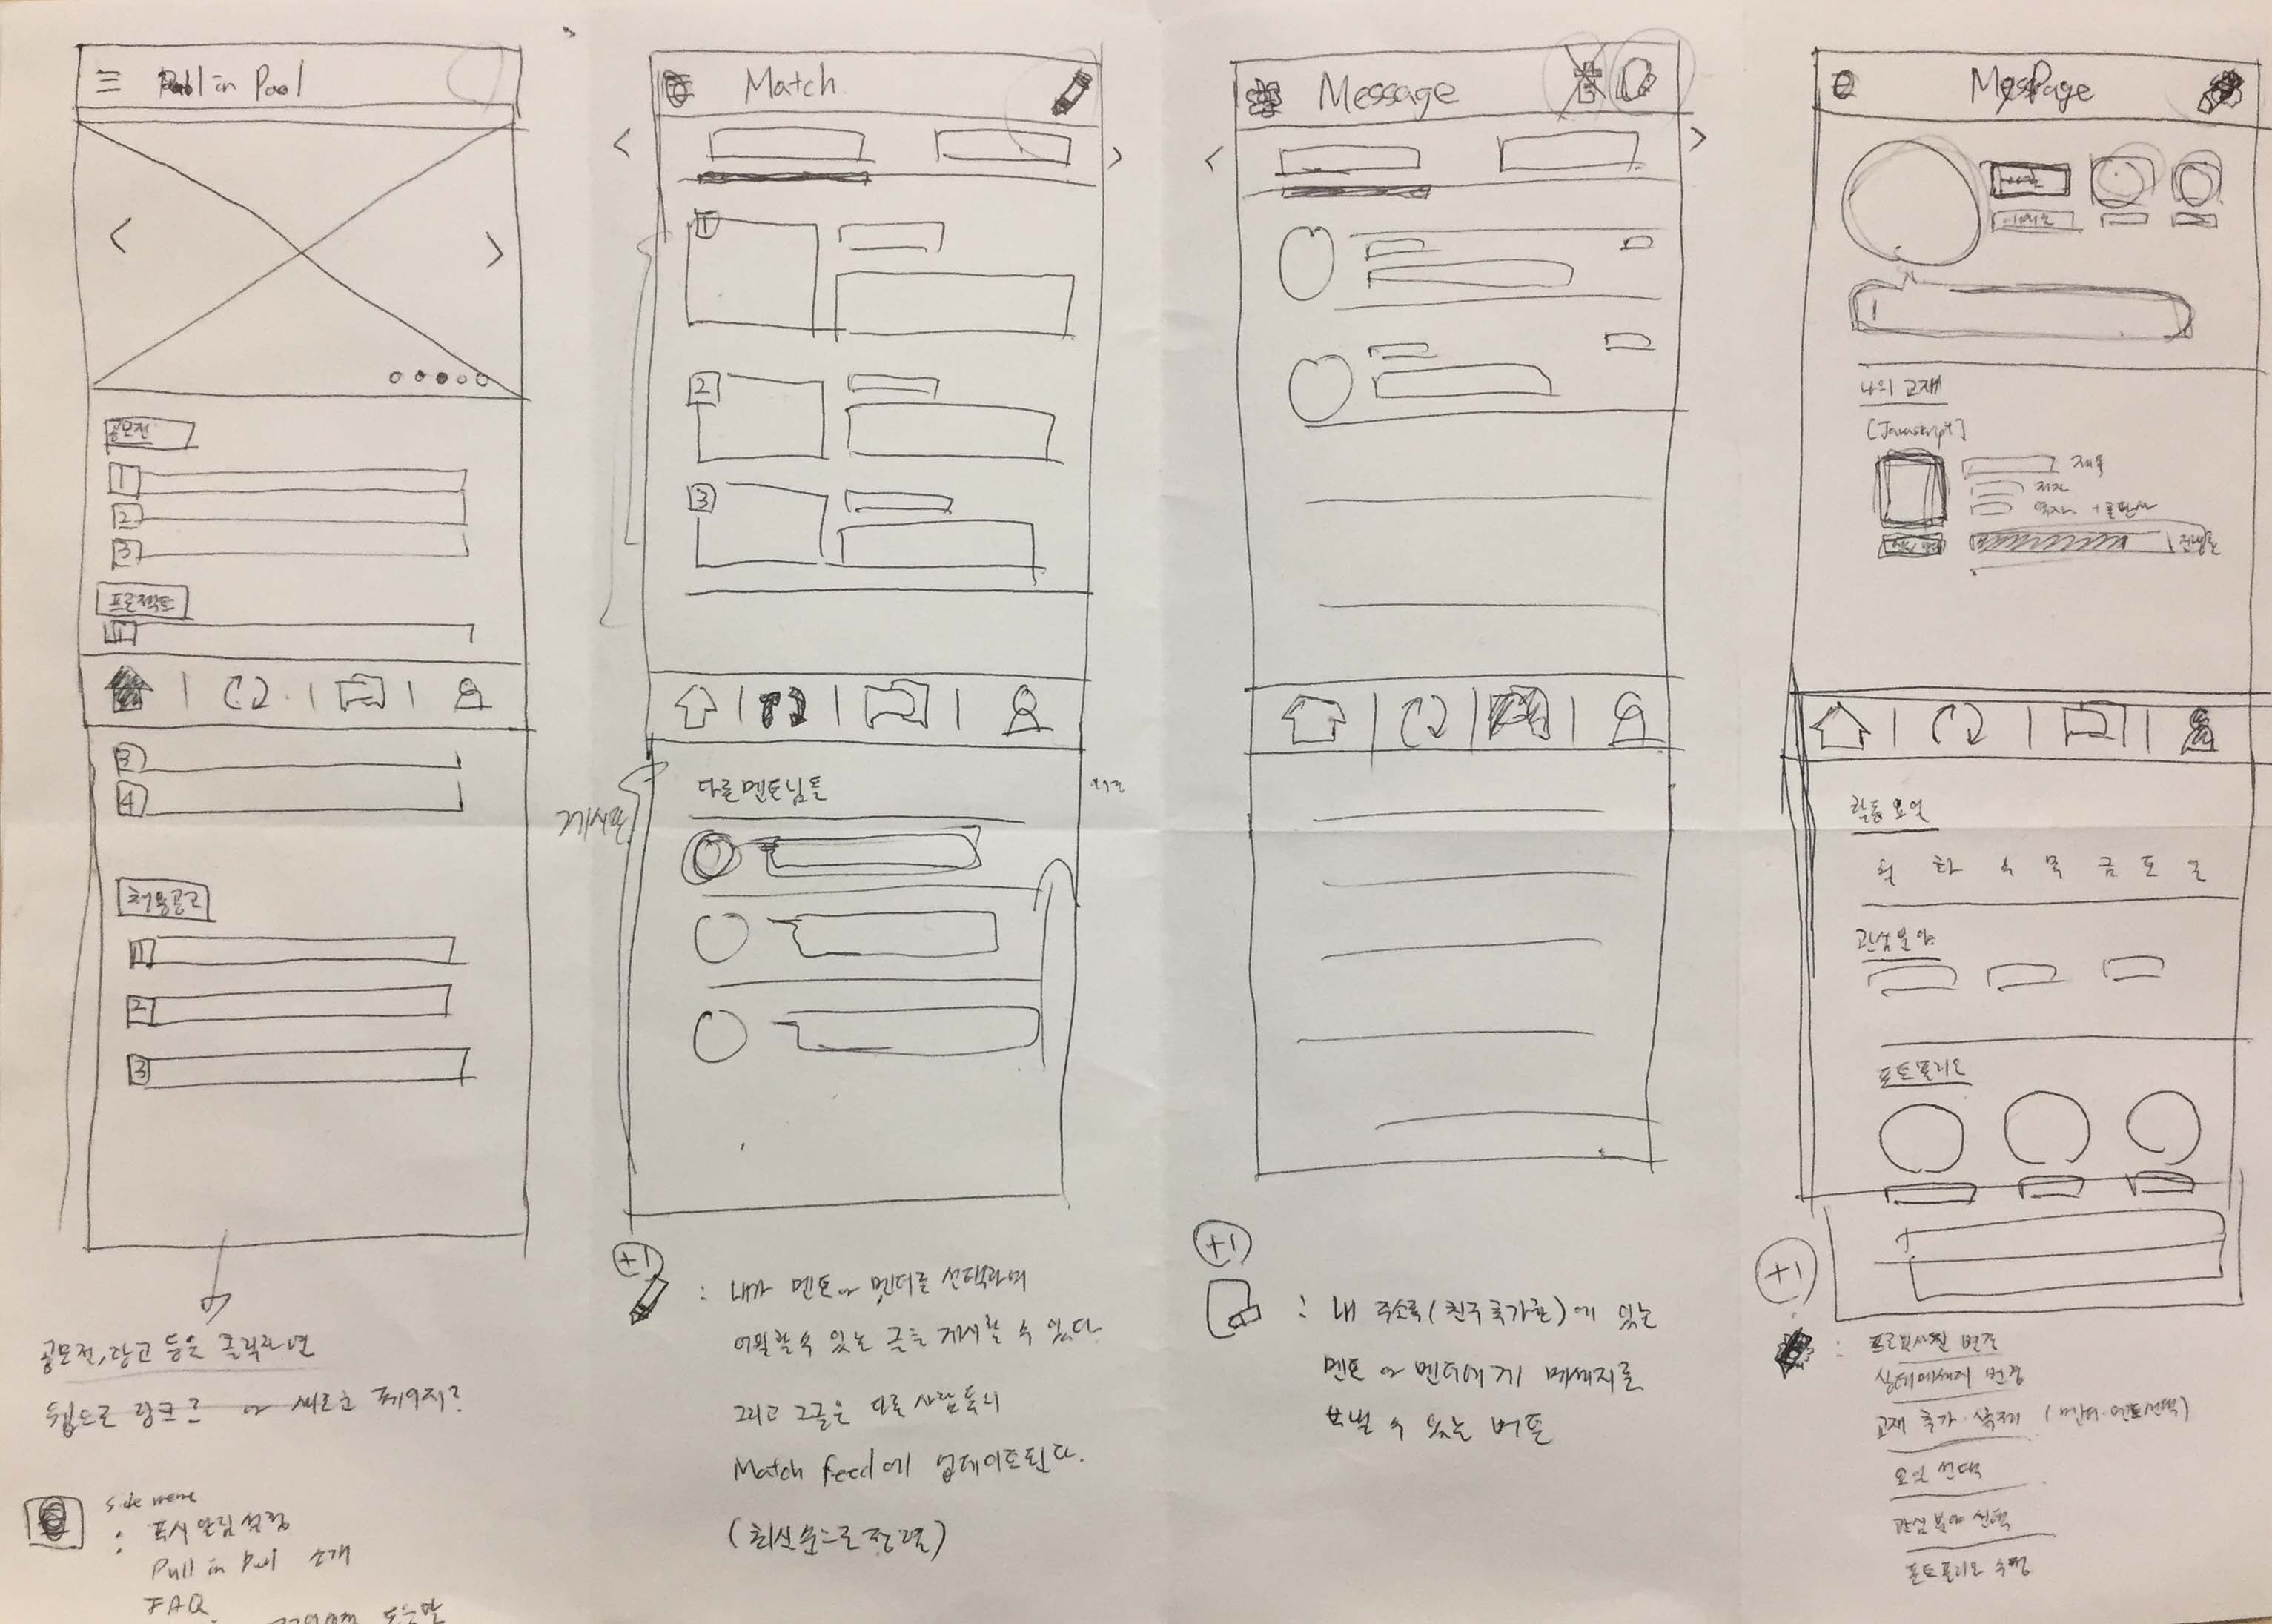 Pull in Pool
공모전
1
2
3
프로젝트
1
3
4
채용공고
1
2
3
공모전, 광고 등을 클릭하면
웹으로 링크? or 새로운 페이지?
side menu
: 푸시 알림 설정
Pull in Pool 소개
FAQ
도움말
Match
1
2
3
게시판
다른 멘토님들
+1
: 내가 멘토 or 멘티를 선택하여
어필할 수 있는 글을 게시할 수 있다
그리고 그 글은 다른 사람들의
Match feed에 업데이트된다.
(최신순으로 정렬)
Message
+1
: 내 주소록(친구추가한)에 있는
멘토 or 멘티에게 메세지를
보낼 수 있는 버튼
MyPage
나의 교재
[Javascript]
제목
저자
역자 + 출판사
진행률
활동요일
월 화 수 목 금 토 일
관심분야
포트폴리오
+1
: 프로필사진 변경
상태메세지 변경
교재 추가·삭제 (멘티·멘토 선택)
요일 선택
관심분야 선택
포트폴리오 수정